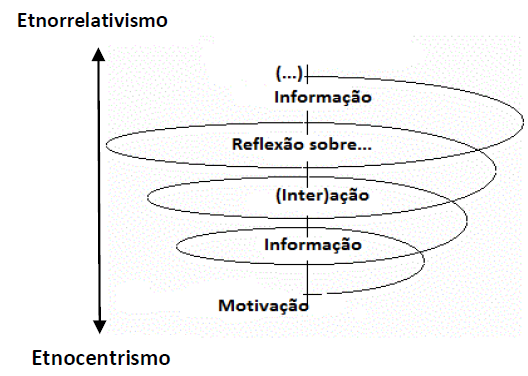 Etnorrelativismo
(...)
Informação
Reflexão sobre...
(Inter)ação
Informação
Motivação
Etnocentrismo